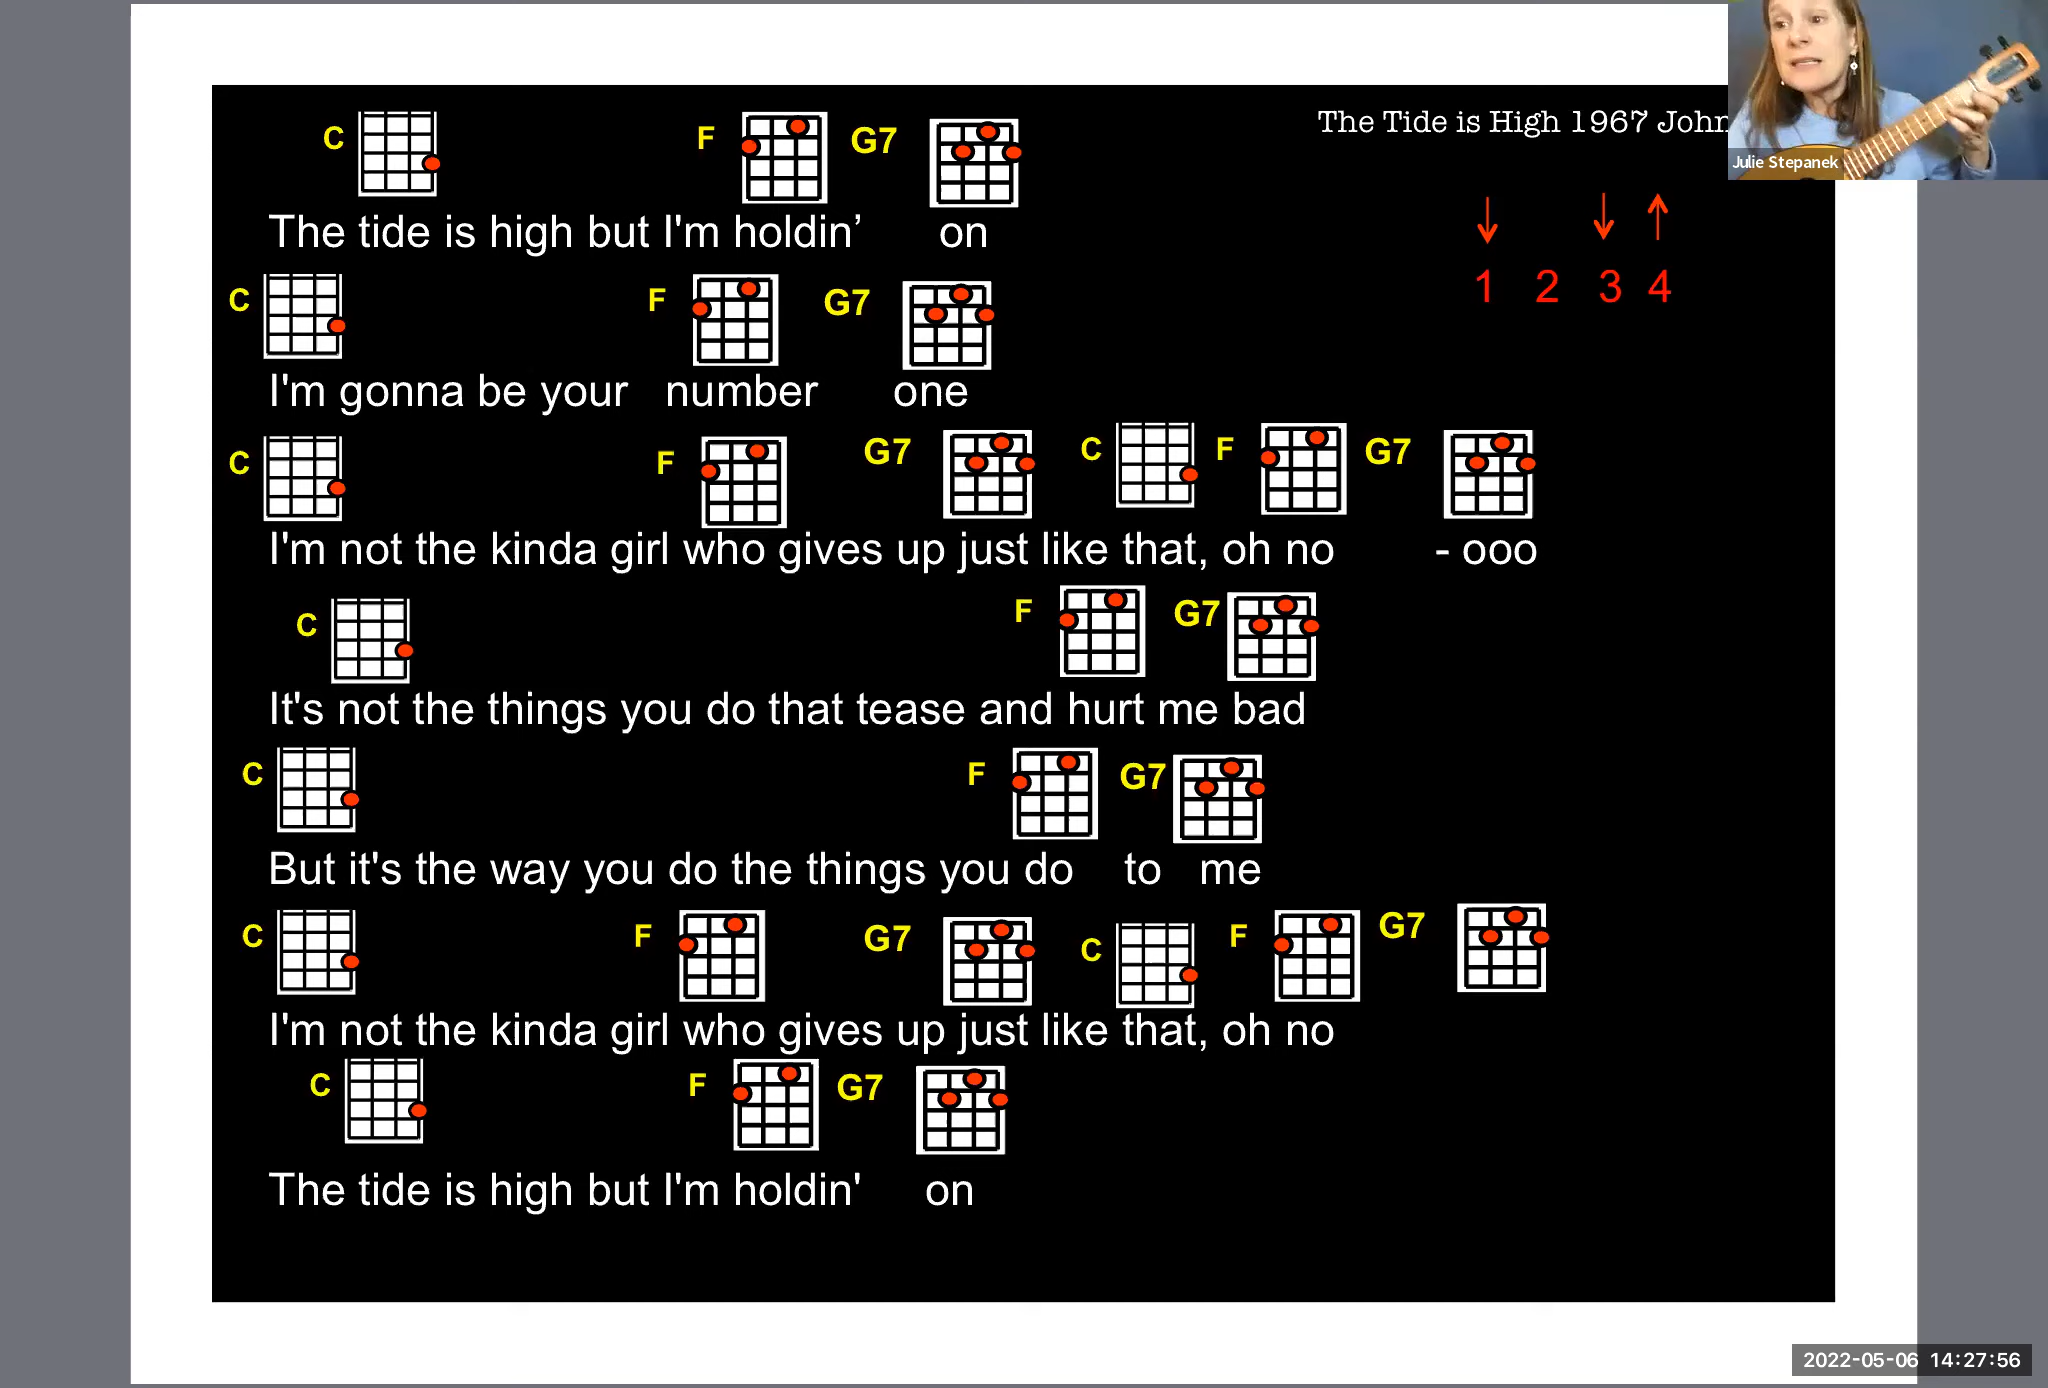 The Tide is High 1967 John
Julie Stepanek
C F G7
The tide is high but I'm holdin’ on
1 2 3 4
C F G7
I'm gonna be your number one
C F G7 C F G7
I'm not the kinda girl who gives up just like that, oh no - ooo
C F G7
It's not the things you do that tease and hurt me bad
C F G7
But it's the way you do the things you do to me
C F G7 C F G7
I'm not the kinda girl who gives up just like that, oh no
C F G7
The tide is high but I'm holdin' on
2022-05-06 14:27:56